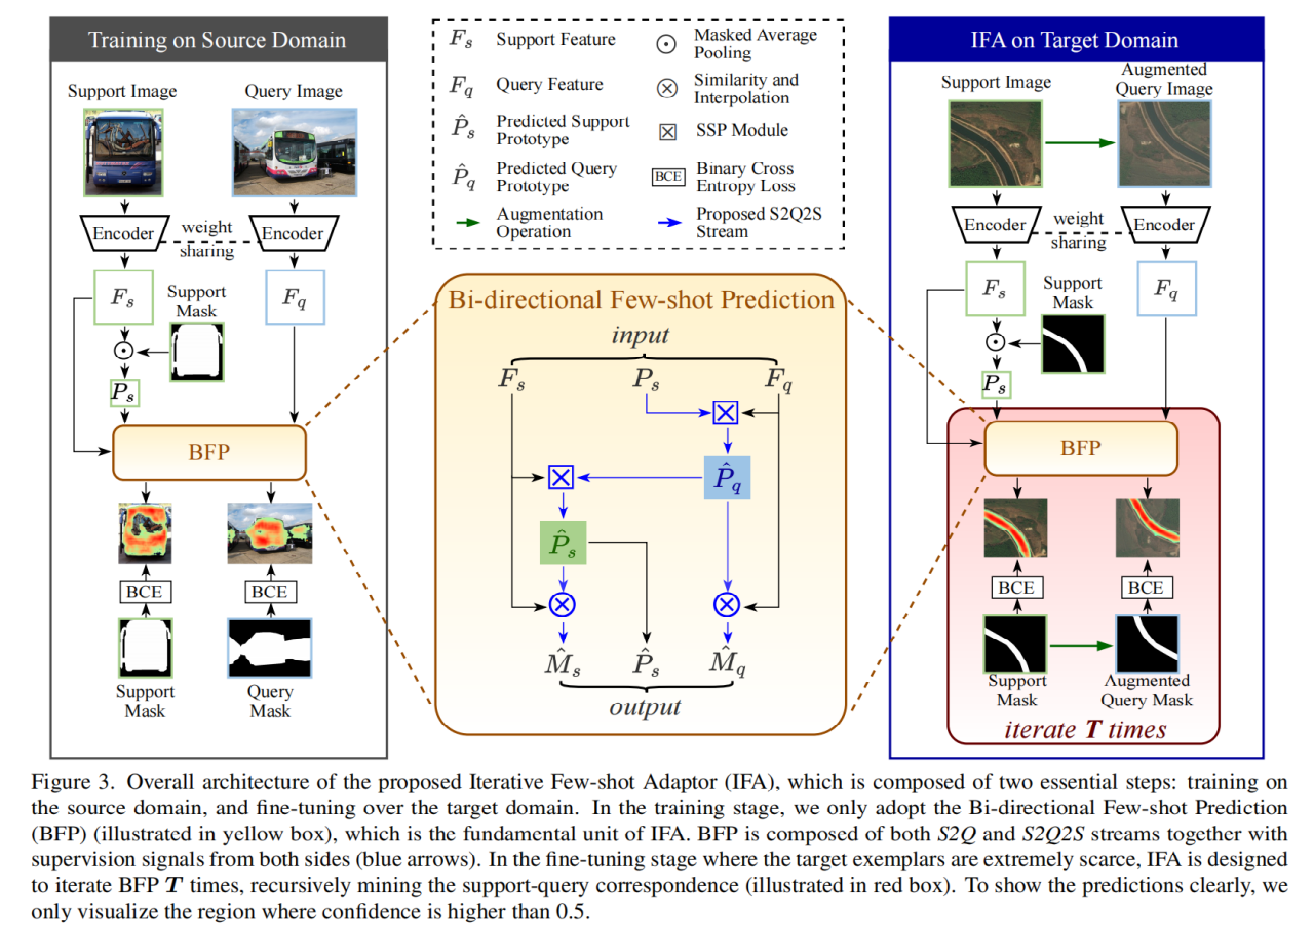 Training on Source Domain
Support Image
Query Image
Encoder
weight
sharing
Encoder
F_s
Support
Mask
F_q
P_s
BFP
BCE
BCE
Support
Mask
Query
Mask
F_s
Support Feature
Masked Average
Pooling
F_q
Query Feature
Similarity and
Interpolation
P̂_s
Predicted Support
Prototype
SSP Module
P̂_q
Predicted Query
Prototype
BCE
Binary Cross
Entropy Loss
Augmentation
Operation
Proposed S2Q2S
Stream
Bi-directional Few-shot Prediction
input
F_s
P_s
F_q
P̂_q
P̂_s
M̂_s
P̂_s
M̂_q
output
IFA on Target Domain
Support Image
Augmented
Query Image
Encoder
weight
sharing
Encoder
F_s
Support
Mask
F_q
P_s
BFP
BCE
BCE
Support
Mask
Augmented
Query Mask
iterate T times
Figure 3. Overall architecture of the proposed Iterative Few-shot Adaptor (IFA), which is composed of two essential steps: training on
the source domain, and fine-tuning over the target domain. In the training stage, we only adopt the Bi-directional Few-shot Prediction
(BFP) (illustrated in yellow box), which is the fundamental unit of IFA. BFP is composed of both S2Q and S2Q2S streams together with
supervision signals from both sides (blue arrows). In the fine-tuning stage where the target exemplars are extremely scarce, IFA is designed
to iterate BFP T times, recursively mining the support-query correspondence (illustrated in red box). To show the predictions clearly, we
only visualize the region where confidence is higher than 0.5.